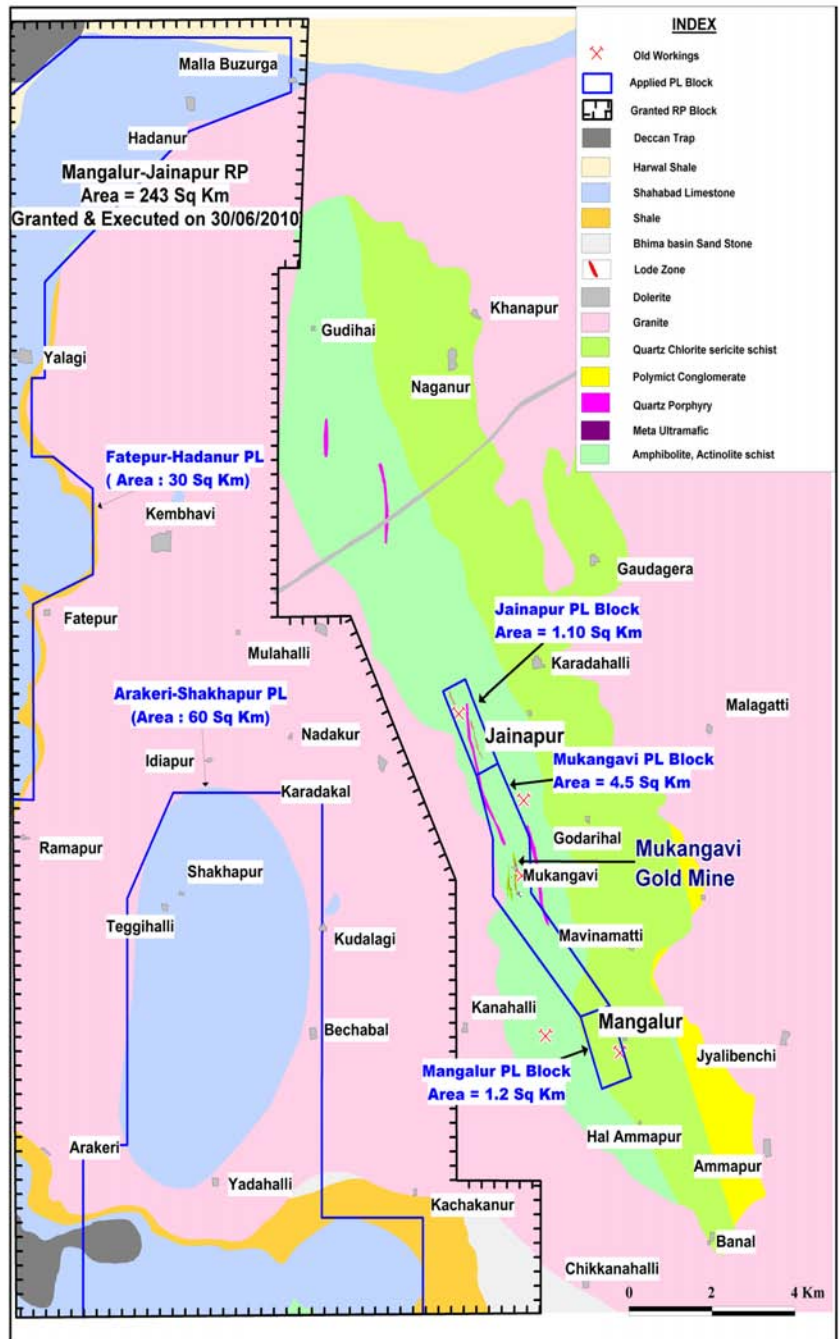 INDEX
Old Workings
Applied PL Block
Granted RP Block
Deccan Trap
Harwal Shale
Shahabad Limestone
Shale
Bhima basin Sand Stone
Lode Zone
Dolerite
Granite
Quartz Chlorite sericite schist
Polymict Conglomerate
Quartz Porphyry
Meta Ultramafic
Amphibolite, Actinolite schist
Malla Buzurga
Hadanur
Mangalur-Jainapur RP
Area = 243 Sq Km
Granted & Executed on 30/06/2010
Khanapur
Gudihai
Yalagi
Naganur
Fatepur-Hadanur PL
( Area : 30 Sq Km)
Kembhavi
Gaudagera
Jainapur PL Block
Area = 1.10 Sq Km
Fatepur
Mulahalli
Karadahalli
Arakeri-Shakhapur PL
(Area : 60 Sq Km)
Malagatti
Nadakur
Jainapur
Idiapur
Mukangavi PL Block
Area = 4.5 Sq Km
Karadakal
Ramapur
Godarihal
Mukangavi
Gold Mine
Shakhapur
Mukangavi
Teggihalli
Kudalagi
Mavinamatti
Kanahalli
Mangalur
Bechabal
Jyalibenchi
Mangalur PL Block
Area = 1.2 Sq Km
Hal Ammapur
Arakeri
Ammapur
Yadahalli
Kachakanur
Banal
Chikkanahalli
0 2 4 Km